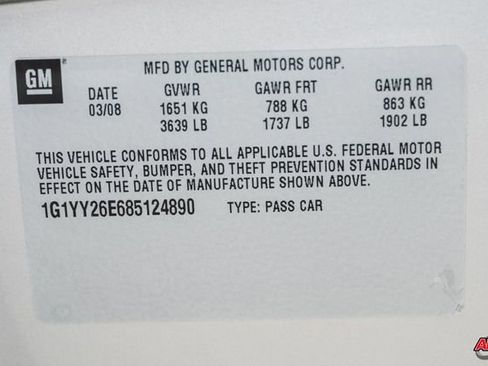 GM
MFD BY GENERAL MOTORS CORP.
DATE GVWR GAWR FRT GAWR RR
03/08 1651 KG 788 KG 863 KG
3639 LB 1737 LB 1902 LB
THIS VEHICLE CONFORMS TO ALL APPLICABLE U.S. FEDERAL MOTOR
VEHICLE SAFETY, BUMPER, AND THEFT PREVENTION STANDARDS IN
EFFECT ON THE DATE OF MANUFACTURE SHOWN ABOVE.
1G1YY26E685124890 TYPE: PASS CAR